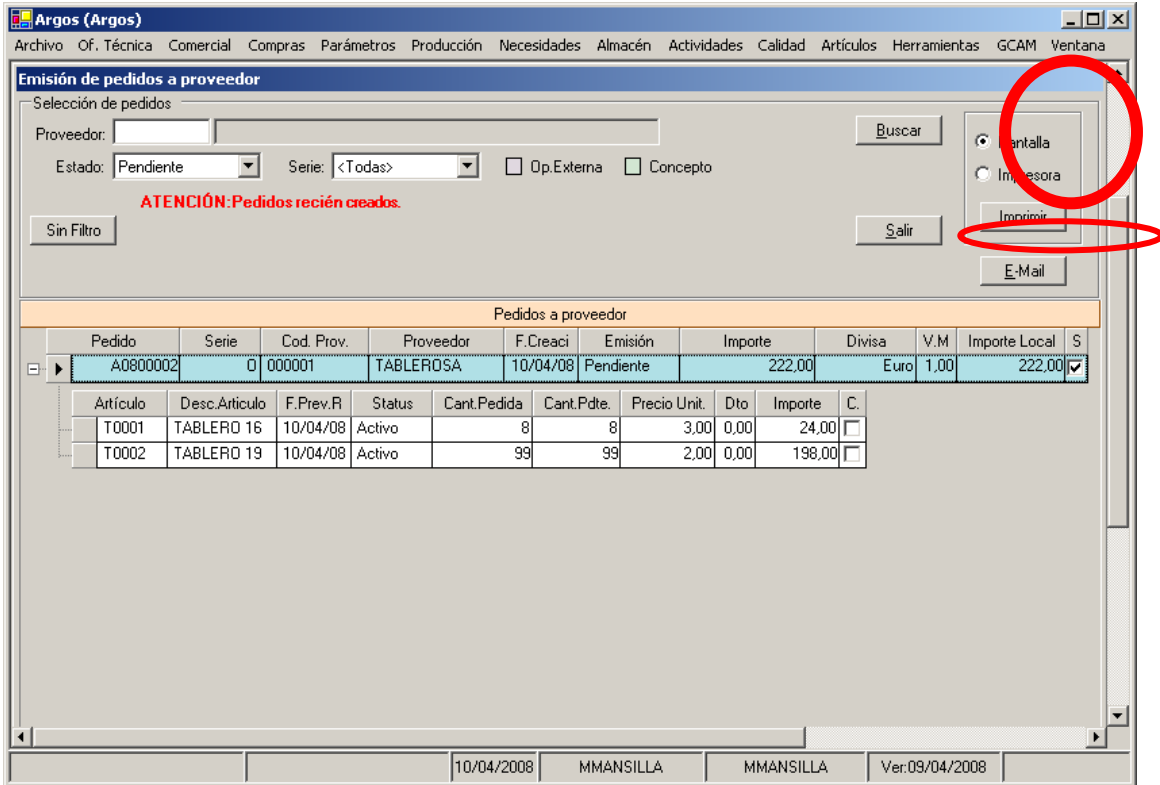 Argos (Argos)
Archivo Of. Técnica Comercial Compras Parámetros Producción Necesidades Almacén Actividades Calidad Artículos Herramientas GCAM Ventana
Emisión de pedidos a proveedor
Selección de pedidos
Proveedor: Buscar
Pantalla
Estado: Pendiente Serie: <Todas> Op.Externa Concepto
Impresora
ATENCIÓN:Pedidos recién creados.
Imprimir
Sin Filtro Salir
E-Mail
Pedidos a proveedor
Pedido Serie Cod. Prov. Proveedor F.Creaci Emisión Importe Divisa V.M Importe Local S
A0800002 0 000001 TABLEROSA 10/04/08 Pendiente 222,00 Euro 1,00 222,00
Artículo Desc.Articulo F.Prev.R Status Cant.Pedida Cant.Pdte. Precio Unit. Dto Importe C.
T0001 TABLERO 16 10/04/08 Activo 8 8 3,00 0,00 24,00
T0002 TABLERO 19 10/04/08 Activo 99 99 2,00 0,00 198,00
10/04/2008 MMANSILLA MMANSILLA Ver:09/04/2008